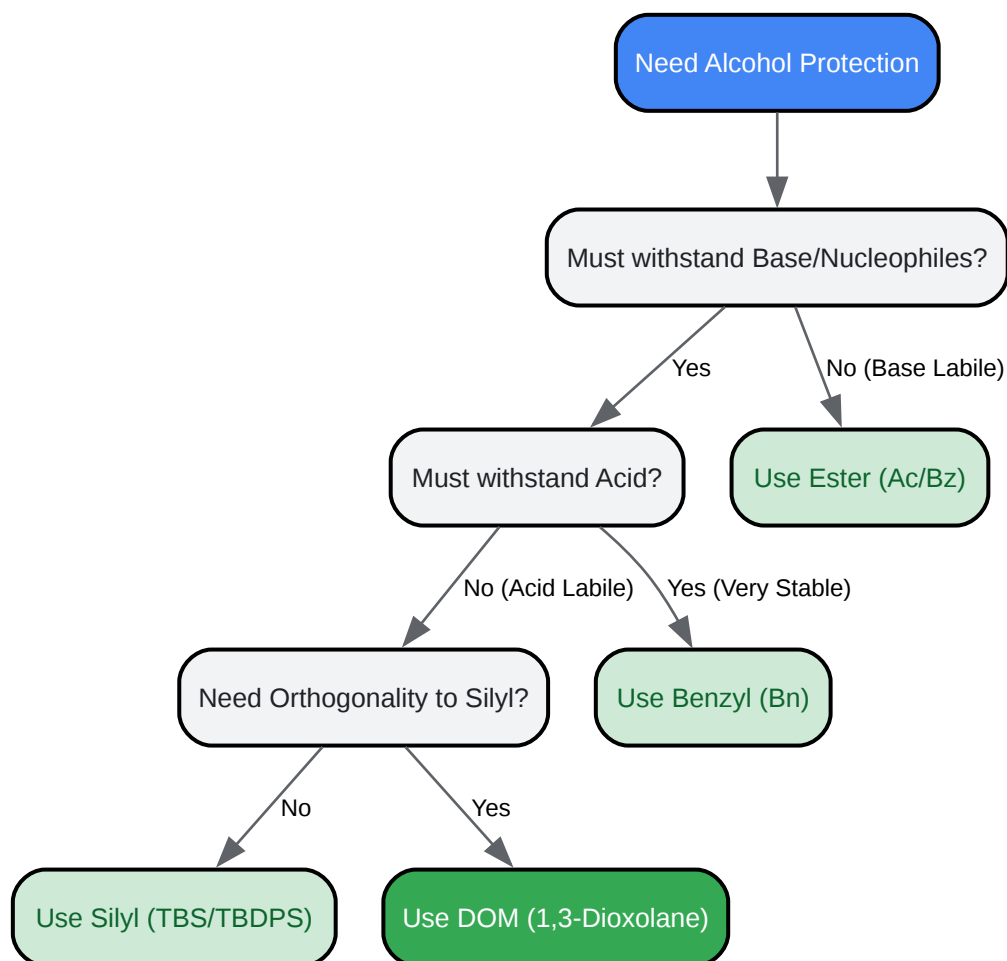 Need Alcohol Protection
Must withstand Base/Nucleophiles?
Yes
No (Base Labile)
Must withstand Acid?
Use Ester (Ac/Bz)
No (Acid Labile)
Yes (Very Stable)
Need Orthogonality to Silyl?
Use Benzyl (Bn)
No
Yes
Use Silyl (TBS/TBDPS)
Use DOM (1,3-Dioxolane)